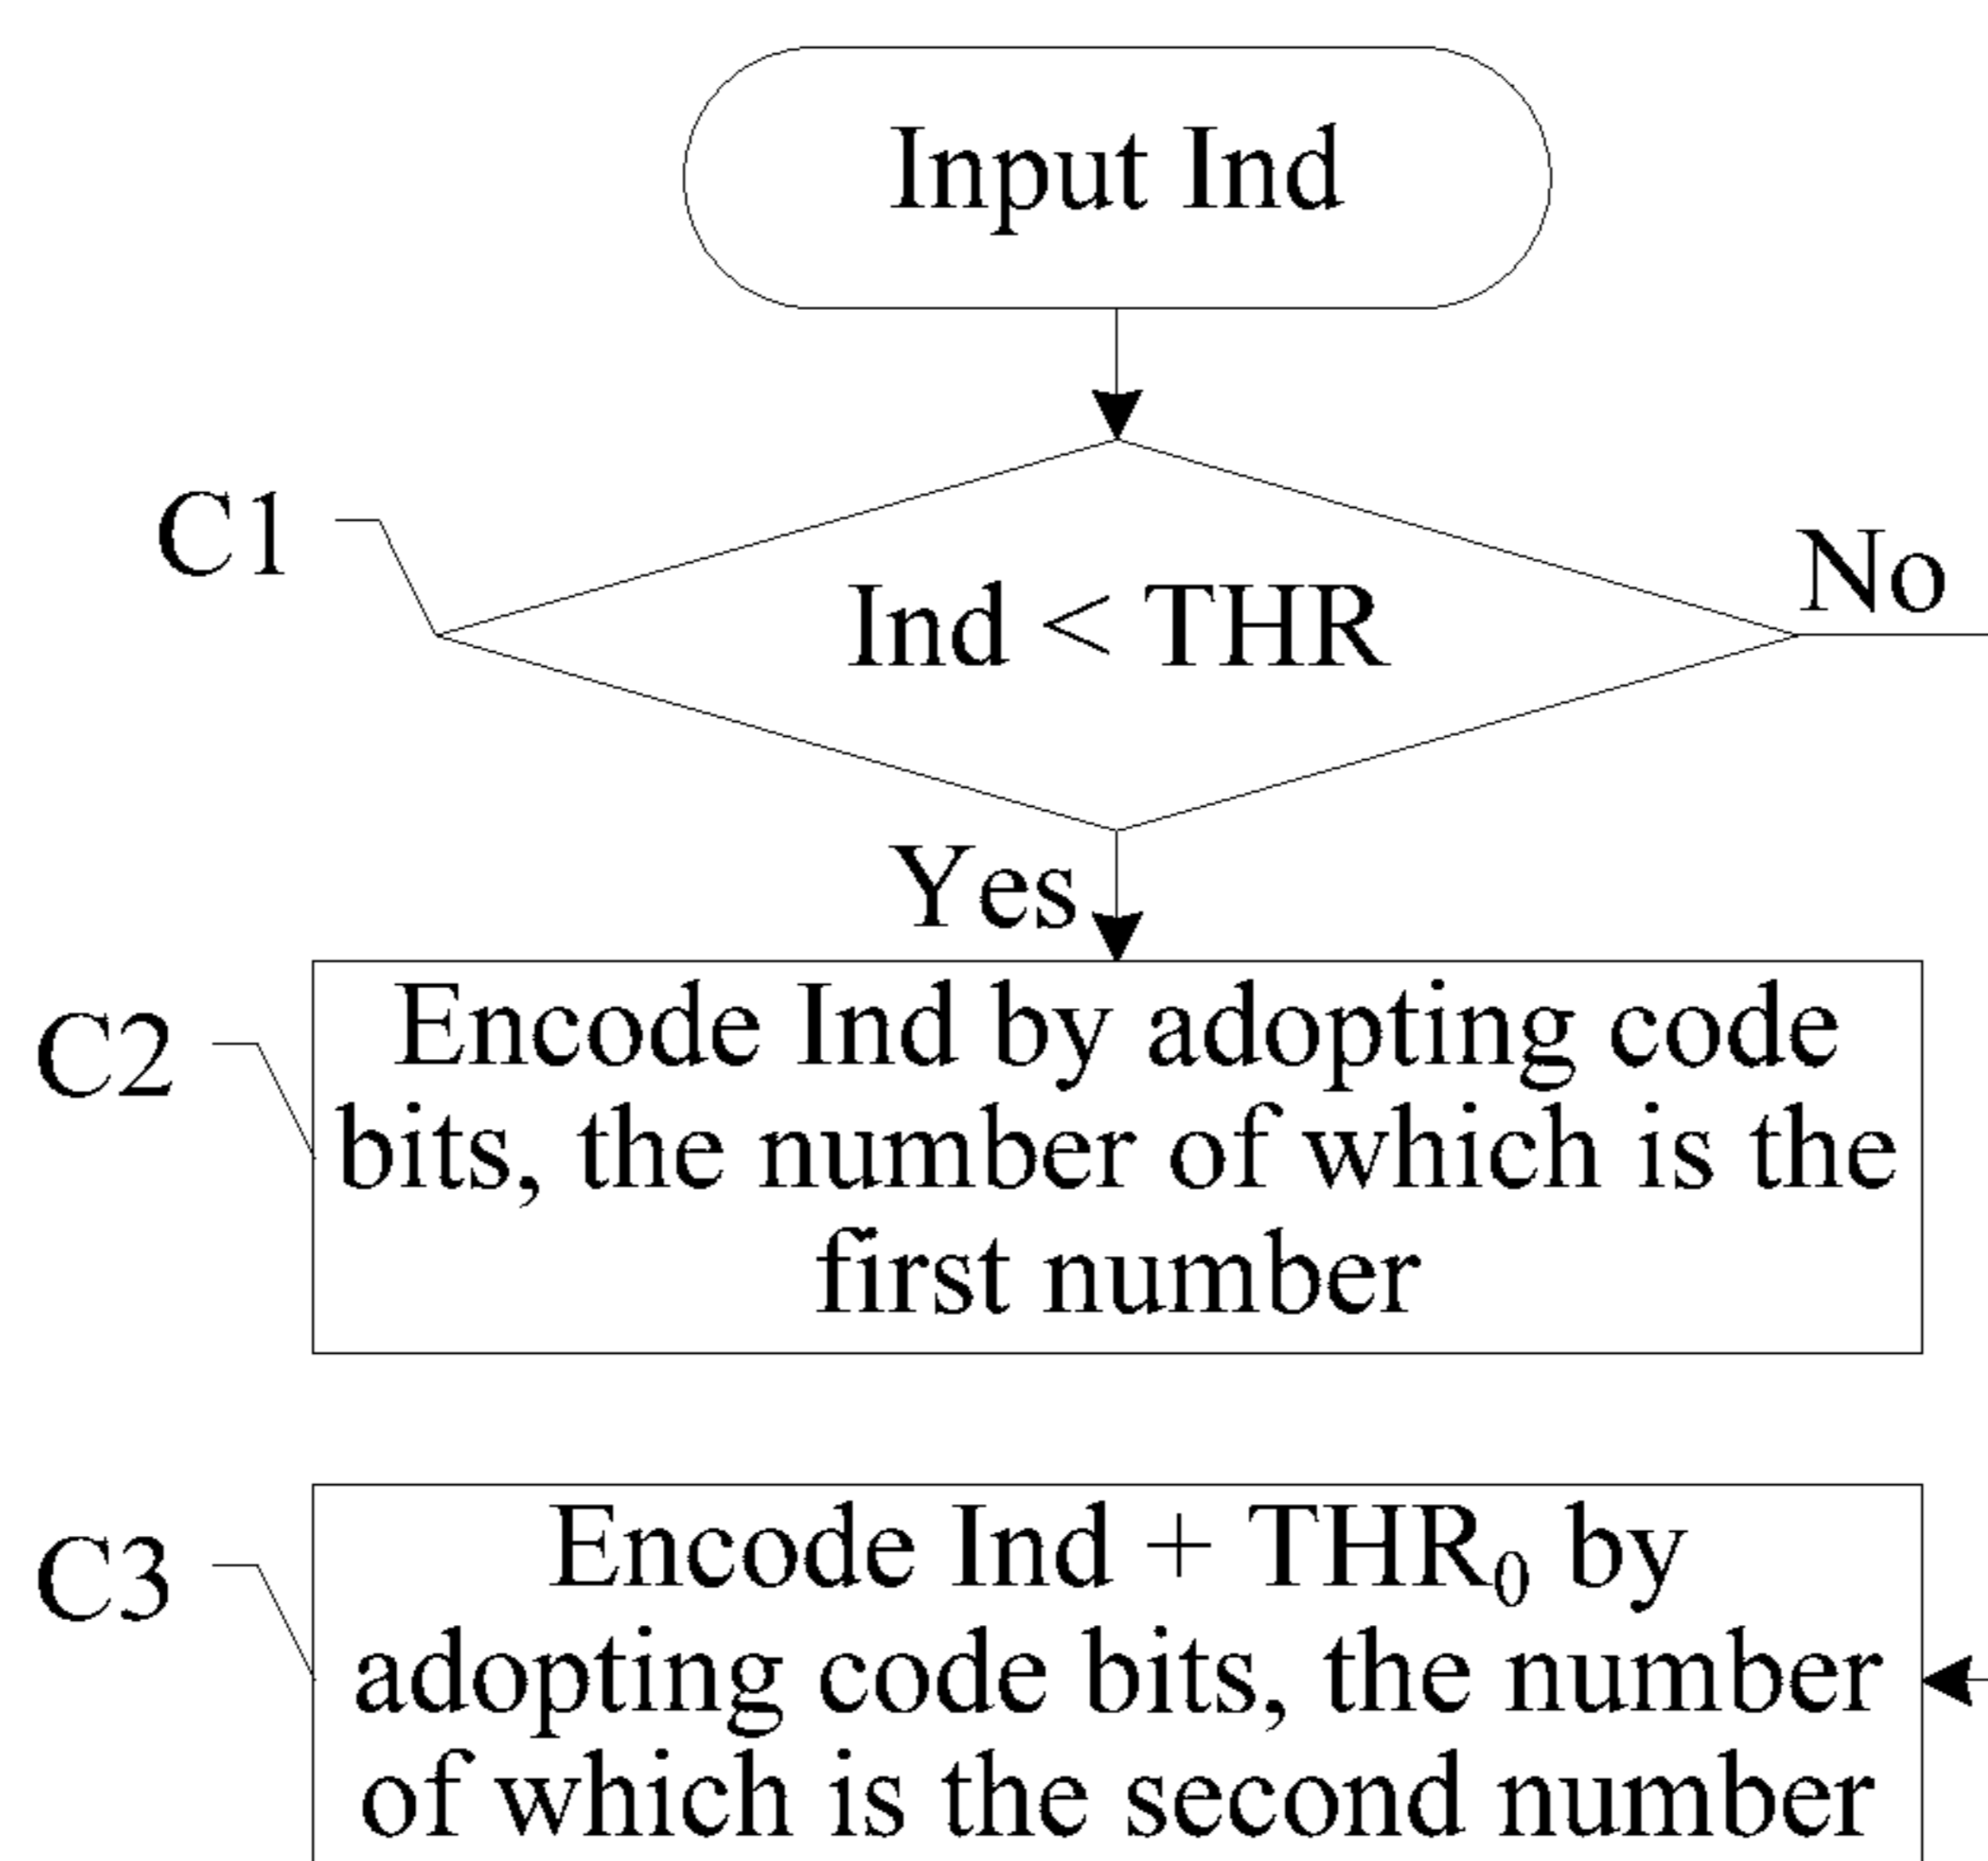 Input Ind
C1
Ind < THR
No
Yes
C2
Encode Ind by adopting code
bits, the number of which is the
first number
C3
Encode Ind + THR₀ by
adopting code bits, the number
of which is the second number